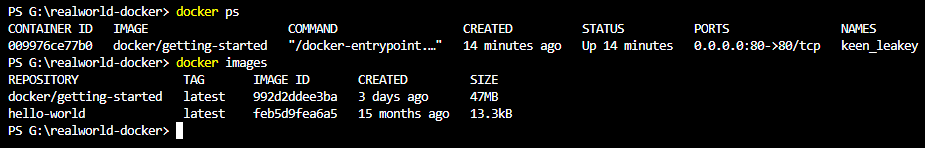 PS G:\realworld-docker> docker ps
CONTAINER ID   IMAGE                    COMMAND                  CREATED          STATUS          PORTS                NAMES
009976ce77b0   docker/getting-started   "/docker-entrypoint.…"   14 minutes ago   Up 14 minutes   0.0.0.0:80->80/tcp   keen_leakey
PS G:\realworld-docker> docker images
REPOSITORY               TAG       IMAGE ID       CREATED         SIZE
docker/getting-started   latest    992d2ddee3ba   3 days ago      47MB
hello-world              latest    feb5d9fea6a5   15 months ago   13.3kB
PS G:\realworld-docker>